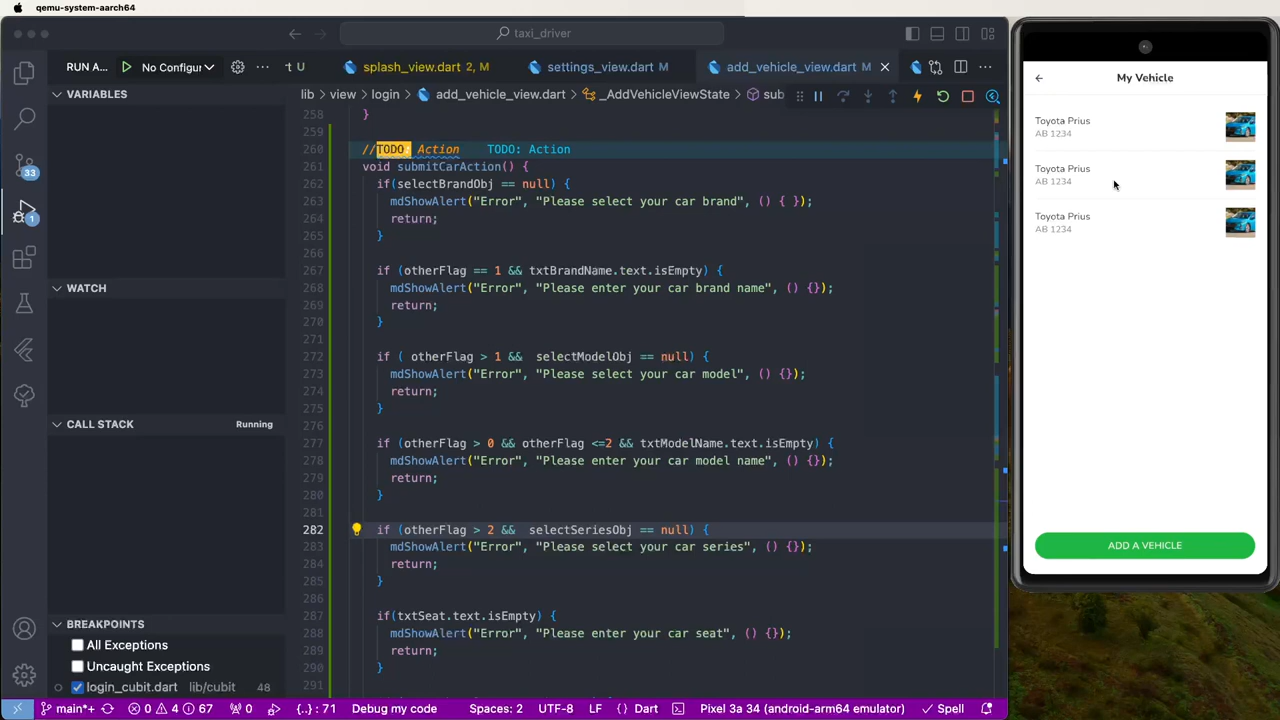 qemu-system-aarch64
taxi_driver
RUN A...
No Configur
t U
splash_view.dart 2, M
settings_view.dart M
add_vehicle_view.dart M
VARIABLES
lib > view > login > add_vehicle_view.dart > _AddVehicleViewState > sub
258 }
259
260 //TODO: Action TODO: Action
261 void submitCarAction() {
262 if(selectBrandObj == null) {
263 mdShowAlert("Error", "Please select your car brand", () { });
264 return;
265 }
266
267 if (otherFlag == 1 && txtBrandName.text.isEmpty) {
268 mdShowAlert("Error", "Please enter your car brand name", () {});
269 return;
270 }
271
272 if ( otherFlag > 1 && selectModelObj == null) {
273 mdShowAlert("Error", "Please select your car model", () {});
274 return;
275 }
276
277 if (otherFlag > 0 && otherFlag <=2 && txtModelName.text.isEmpty) {
278 mdShowAlert("Error", "Please enter your car model name", () {});
279 return;
280 }
281
282 if (otherFlag > 2 && selectSeriesObj == null) {
283 mdShowAlert("Error", "Please select your car series", () {});
284 return;
285 }
286
287 if(txtSeat.text.isEmpty) {
288 mdShowAlert("Error", "Please enter your car seat", () {});
289 return;
290 }
291
33
1
WATCH
CALL STACK
Running
BREAKPOINTS
All Exceptions
Uncaught Exceptions
login_cubit.dart lib/cubit 48
main*+ 0 4 67 0 {..} : 71 Debug my code Spaces: 2 UTF-8 LF { } Dart Pixel 3a 34 (android-arm64 emulator) Spell
My Vehicle
Toyota Prius
AB 1234
Toyota Prius
AB 1234
Toyota Prius
AB 1234
ADD A VEHICLE